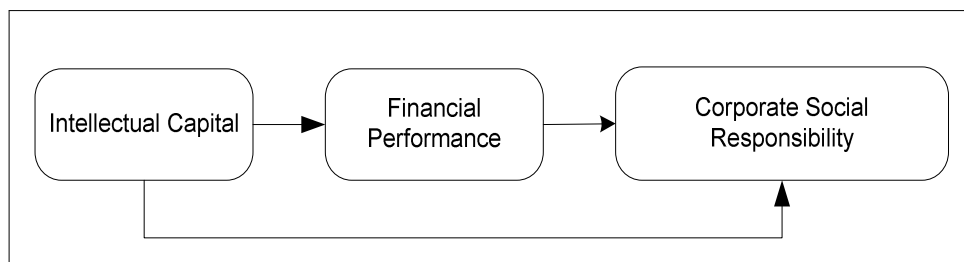 Intellectual Capital
Financial
Performance
Corporate Social
Responsibility